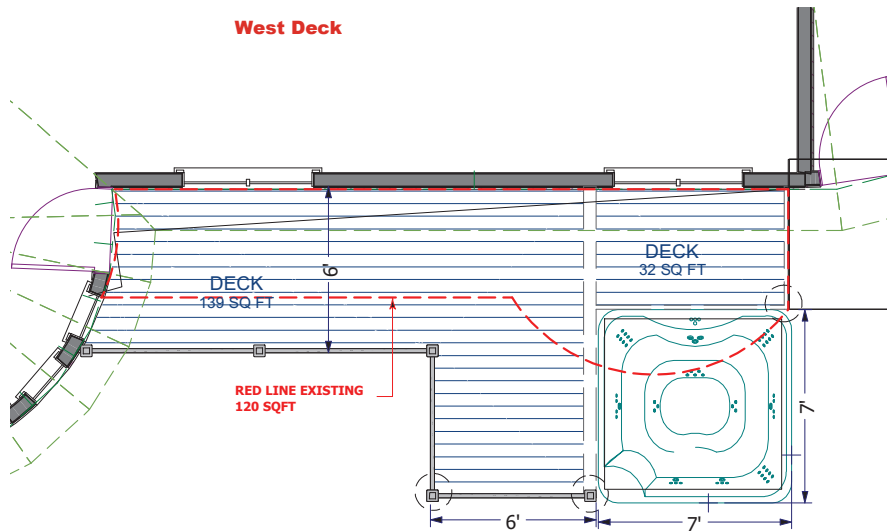 West Deck
DECK
32 SQ FT
6'
DECK
139 SQ FT
RED LINE EXISTING
120 SQFT
7'
6'
7'